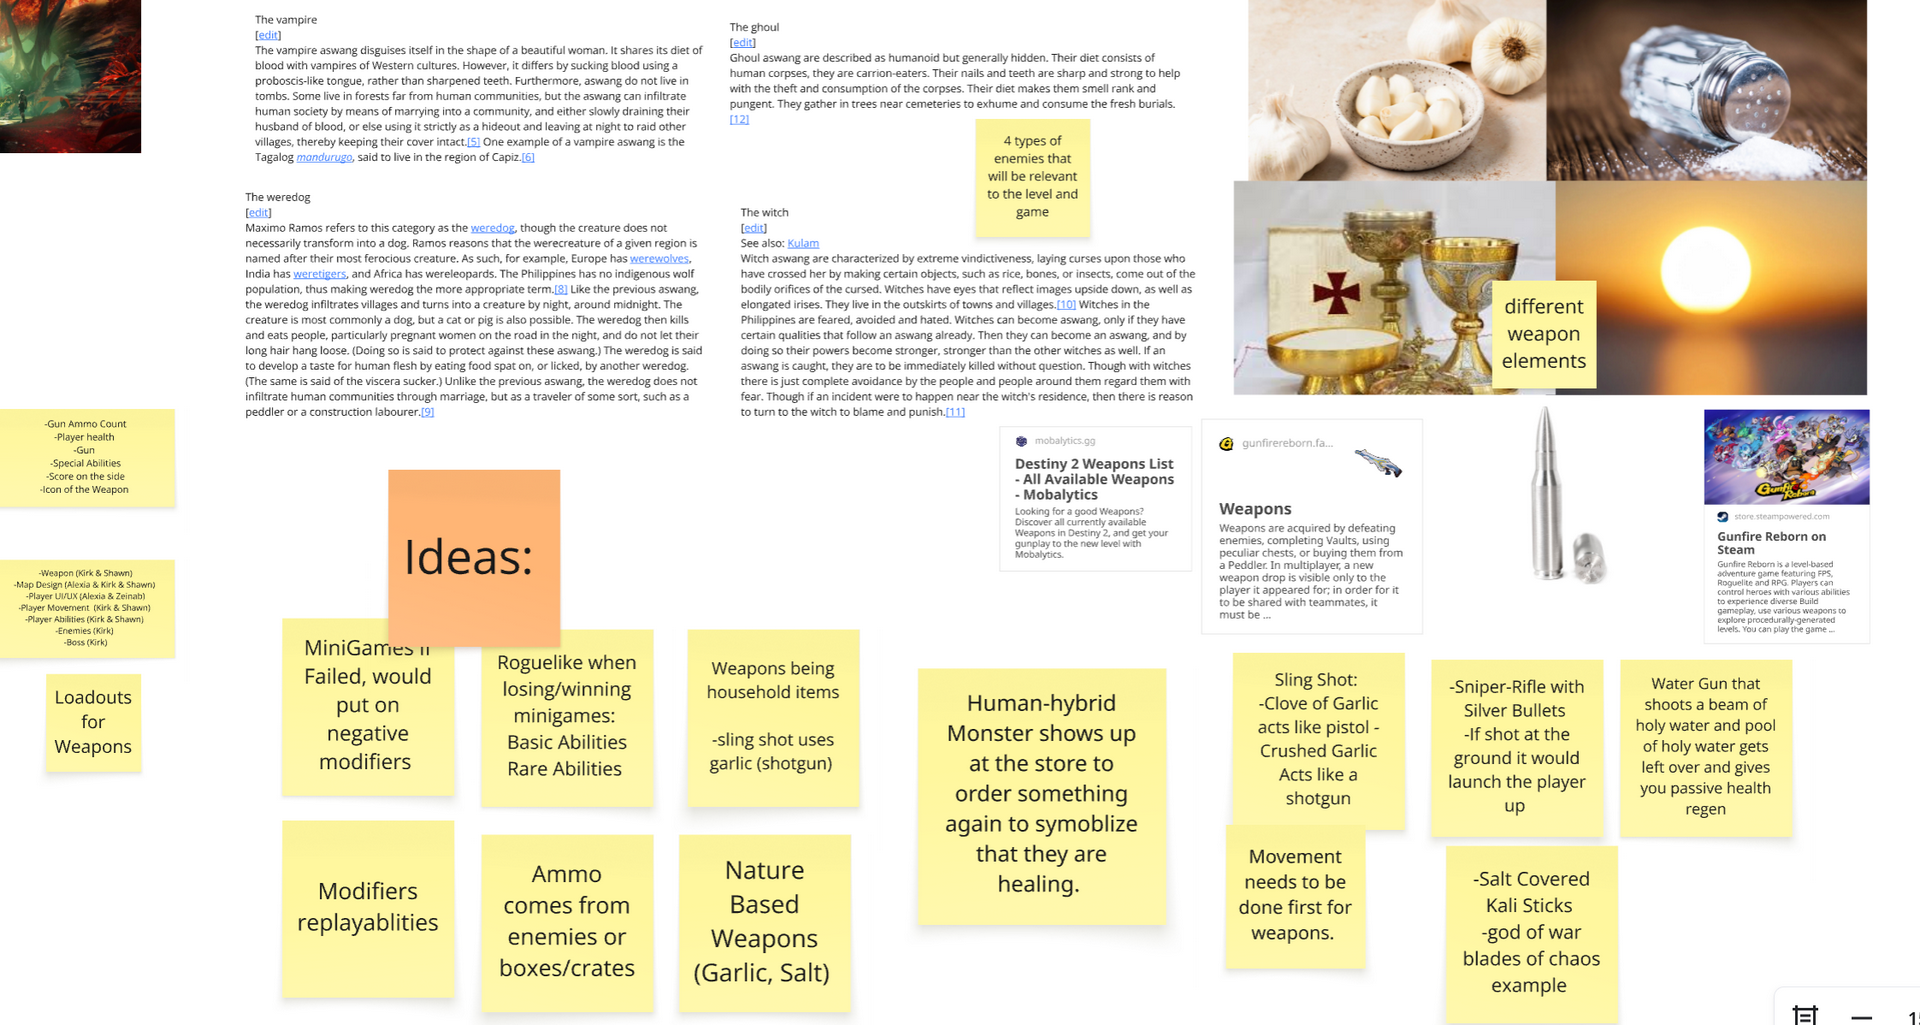 The vampire
[edit]
The vampire aswang disguises itself in the shape of a beautiful woman. It shares its diet of
blood with vampires of Western cultures. However, it differs by sucking blood using a
proboscis-like tongue, rather than sharpened teeth. Furthermore, aswang do not live in
tombs. Some live in forests far from human communities, but the aswang can infiltrate
human society by means of marrying into a community, and either slowly draining their
husband of blood, or else using it strictly as a hideout and leaving at night to raid other
villages, thereby keeping their cover intact.[5] One example of a vampire aswang is the
Tagalog mandurugo, said to live in the region of Capiz.[6]
The ghoul
[edit]
Ghoul aswang are described as humanoid but generally hidden. Their diet consists of
human corpses, they are carrion-eaters. Their nails and teeth are sharp and strong to help
with the theft and consumption of the corpses. Their diet makes them smell rank and
pungent. They gather in trees near cemeteries to exhume and consume the fresh burials.
[12]
4 types of
enemies that
will be relevant
to the level and
game
The weredog
[edit]
Maximo Ramos refers to this category as the weredog, though the creature does not
necessarily transform into a dog. Ramos reasons that the werecreature of a given region is
named after their most ferocious creature. As such, for example, Europe has werewolves,
India has weretigers, and Africa has wereleopards. The Philippines has no indigenous wolf
population, thus making weredog the more appropriate term.[8] Like the previous aswang,
the weredog infiltrates villages and turns into a creature by night, around midnight. The
creature is most commonly a dog, but a cat or pig is also possible. The weredog then kills
and eats people, particularly pregnant women on the road in the night, and do not let their
long hair hang loose. (Doing so is said to protect against these aswang.) The weredog is said
to develop a taste for human flesh by eating food spat on, or licked, by another weredog.
(The same is said of the viscera sucker.) Unlike the previous aswang, the weredog does not
infiltrate human communities through marriage, but as a traveler of some sort, such as a
peddler or a construction labourer.[9]
The witch
[edit]
See also: Kulam
Witch aswang are characterized by extreme vindictiveness, laying curses upon those who
have crossed her by making certain objects, such as rice, bones, or insects, come out of the
bodily orifices of the cursed. Witches have eyes that reflect images upside down, as well as
elongated irises. They live in the outskirts of towns and villages.[10] Witches in the
Philippines are feared, avoided and hated. Witches can become aswang, only if they have
certain qualities that follow an aswang already. Then they can become an aswang, and by
doing so their powers become stronger, stronger than the other witches as well. If an
aswang is caught, they are to be immediately killed without question. Though with witches
there is just complete avoidance by the people and people around them regard them with
fear. Though if an incident were to happen near the witch's residence, then there is reason
to turn to the witch to blame and punish.[11]
different
weapon
elements
-Gun Ammo Count
-Player health
-Gun
-Special Abilities
-Score on the side
-Icon of the Weapon
-Weapon (Kirk & Shawn)
-Map Design (Alexia & Kirk & Shawn)
-Player UI/UX (Alexia & Zeinab)
-Player Movement (Kirk & Shawn)
-Player Abilities (Kirk & Shawn)
-Enemies (Kirk)
-Boss (Kirk)
Loadouts
for
Weapons
Ideas:
mobalytics.gg
Destiny 2 Weapons List
- All Available Weapons
- Mobalytics
Looking for a good Weapons?
Discover all currently available
Weapons in Destiny 2, and get your
gunplay to the new level with
Mobalytics.
gunfirereborn.fa...
Weapons
Weapons are acquired by defeating
enemies, completing Vaults, using
peculiar chests, or buying them from
a Peddler. In multiplayer, a new
weapon drop is visible only to the
player it appeared for; in order for it
to be shared with teammates, it
must be ...
Gunfire Reborn
store.steampowered.com
Gunfire Reborn on
Steam
Gunfire Reborn is a level-based
adventure game featuring FPS,
Roguelite and RPG. Players can
control heroes with various abilities
to experience diverse Build
gameplay, use various weapons to
explore procedurally-generated
levels. You can play the game ...
MiniGames if
Failed, would
put on
negative
modifiers
Roguelike when
losing/winning
minigames:
Basic Abilities
Rare Abilities
Weapons being
household items
-sling shot uses
garlic (shotgun)
Human-hybrid
Monster shows up
at the store to
order something
again to symoblize
that they are
healing.
Sling Shot:
-Clove of Garlic
acts like pistol -
Crushed Garlic
Acts like a
shotgun
-Sniper-Rifle with
Silver Bullets
-If shot at the
ground it would
launch the player
up
Water Gun that
shoots a beam of
holy water and pool
of holy water gets
left over and gives
you passive health
regen
Modifiers
replayablities
Ammo
comes from
enemies or
boxes/crates
Nature
Based
Weapons
(Garlic, Salt)
Movement
needs to be
done first for
weapons.
-Salt Covered
Kali Sticks
-god of war
blades of chaos
example